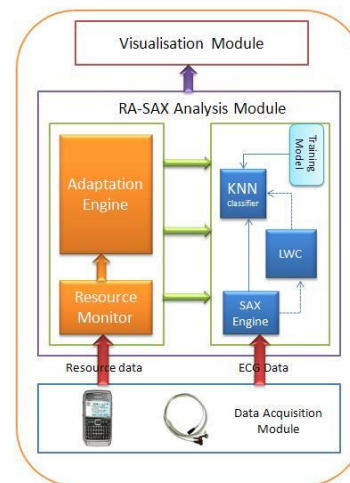 Visualisation Module
RA-SAX Analysis Module
Adaptation
Engine
Resource
Monitor
Training
Model
KNN
Classifier
LWC
SAX
Engine
Resource data
ECG Data
Data Acquisition
Module